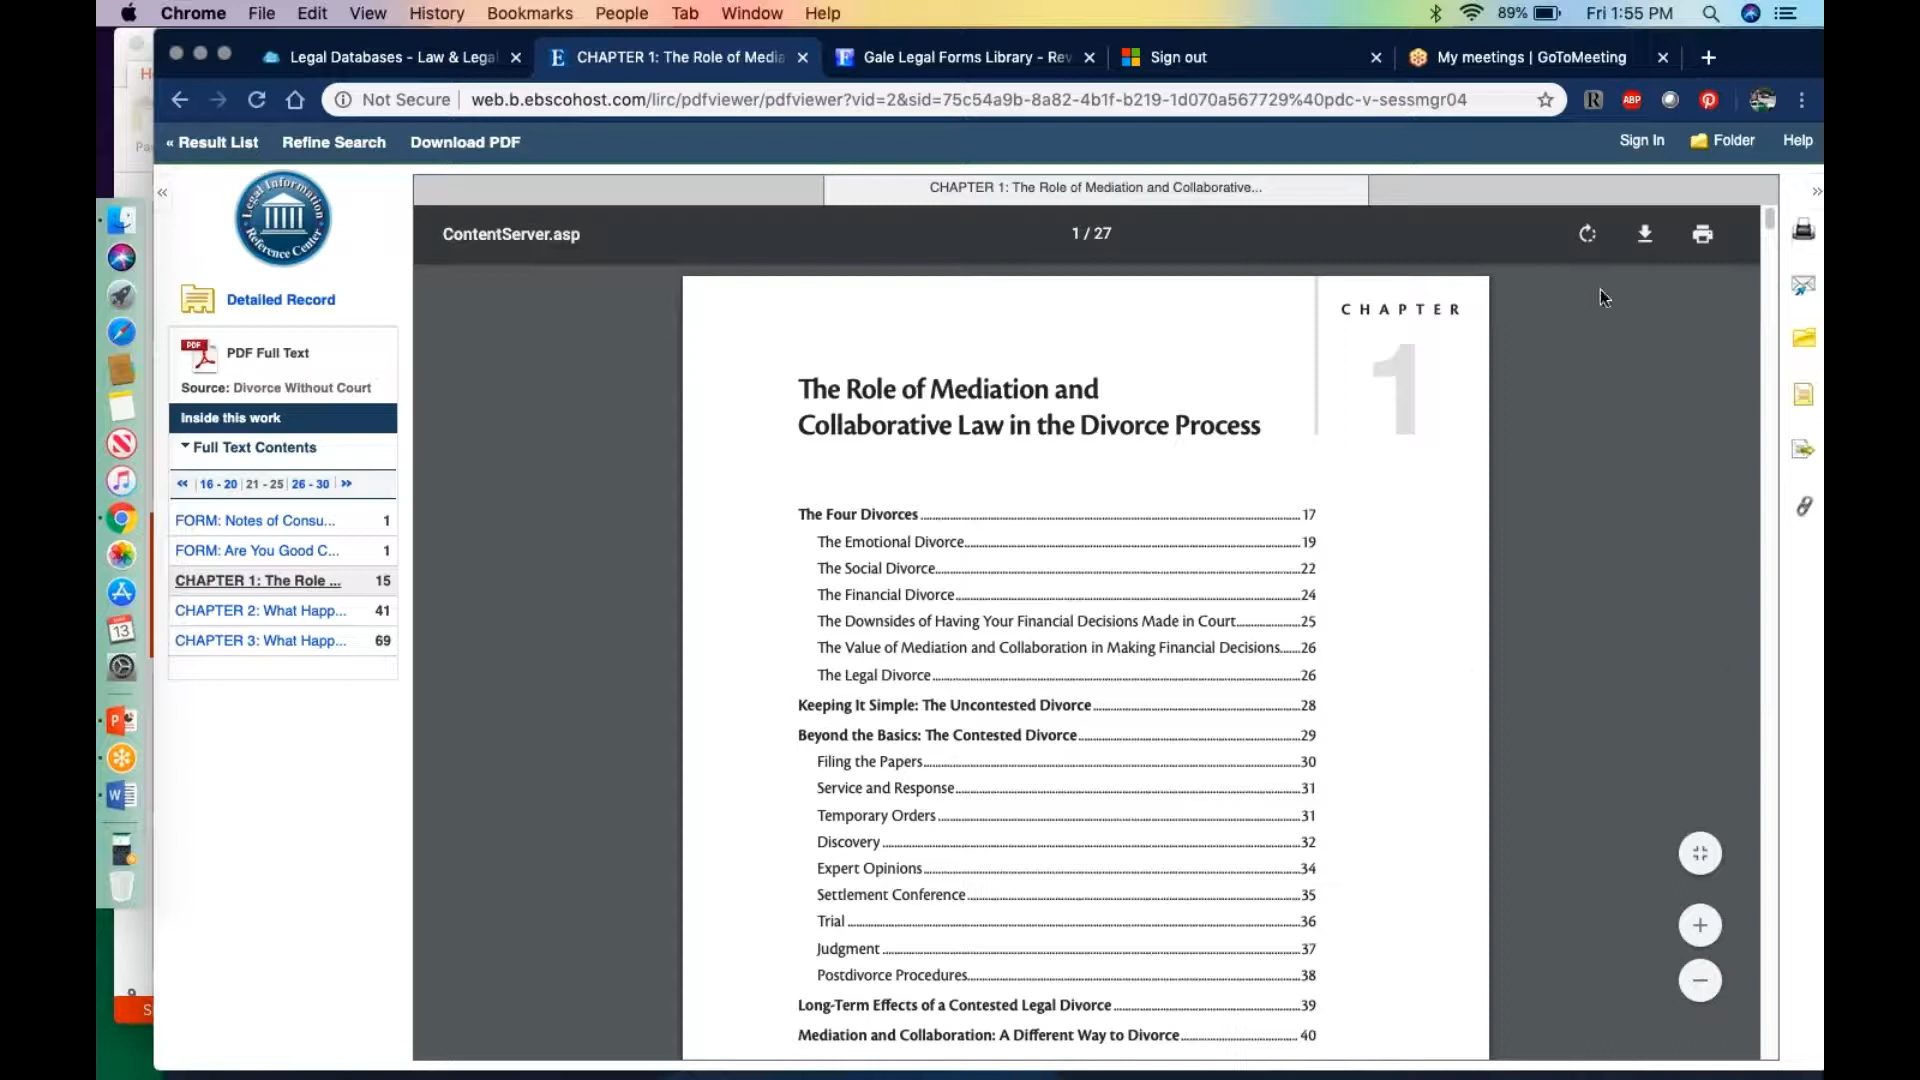 Chrome File Edit View History Bookmarks People Tab Window Help 89% Fri 1:55 PM
Legal Databases - Law & Legal CHAPTER 1: The Role of Media Gale Legal Forms Library - Rev Sign out My meetings | GoToMeeting
Not Secure web.b.ebscohost.com/lirc/pdfviewer/pdfviewer?vid=2&sid=75c54a9b-8a82-4b1f-b219-1d070a567729%40pdc-v-sessmgr04 ABP
« Result List Refine Search Download PDF Sign In Folder Help
Legal Information Reference Center
CHAPTER 1: The Role of Mediation and Collaborative...
ContentServer.asp 1 / 27
Detailed Record
PDF
PDF Full Text
Source: Divorce Without Court
Inside this work
Full Text Contents
« | 16 - 20 | 21 - 25 | 26 - 30 | »
FORM: Notes of Consu... 1
FORM: Are You Good C... 1
CHAPTER 1: The Role ... 15
CHAPTER 2: What Happ... 41
CHAPTER 3: What Happ... 69
CHAPTER
1
The Role of Mediation and
Collaborative Law in the Divorce Process
The Four Divorces 17
The Emotional Divorce 19
The Social Divorce 22
The Financial Divorce 24
The Downsides of Having Your Financial Decisions Made in Court 25
The Value of Mediation and Collaboration in Making Financial Decisions 26
The Legal Divorce 26
Keeping It Simple: The Uncontested Divorce 28
Beyond the Basics: The Contested Divorce 29
Filing the Papers 30
Service and Response 31
Temporary Orders 31
Discovery 32
Expert Opinions 34
Settlement Conference 35
Trial 36
Judgment 37
Postdivorce Procedures 38
Long-Term Effects of a Contested Legal Divorce 39
Mediation and Collaboration: A Different Way to Divorce 40